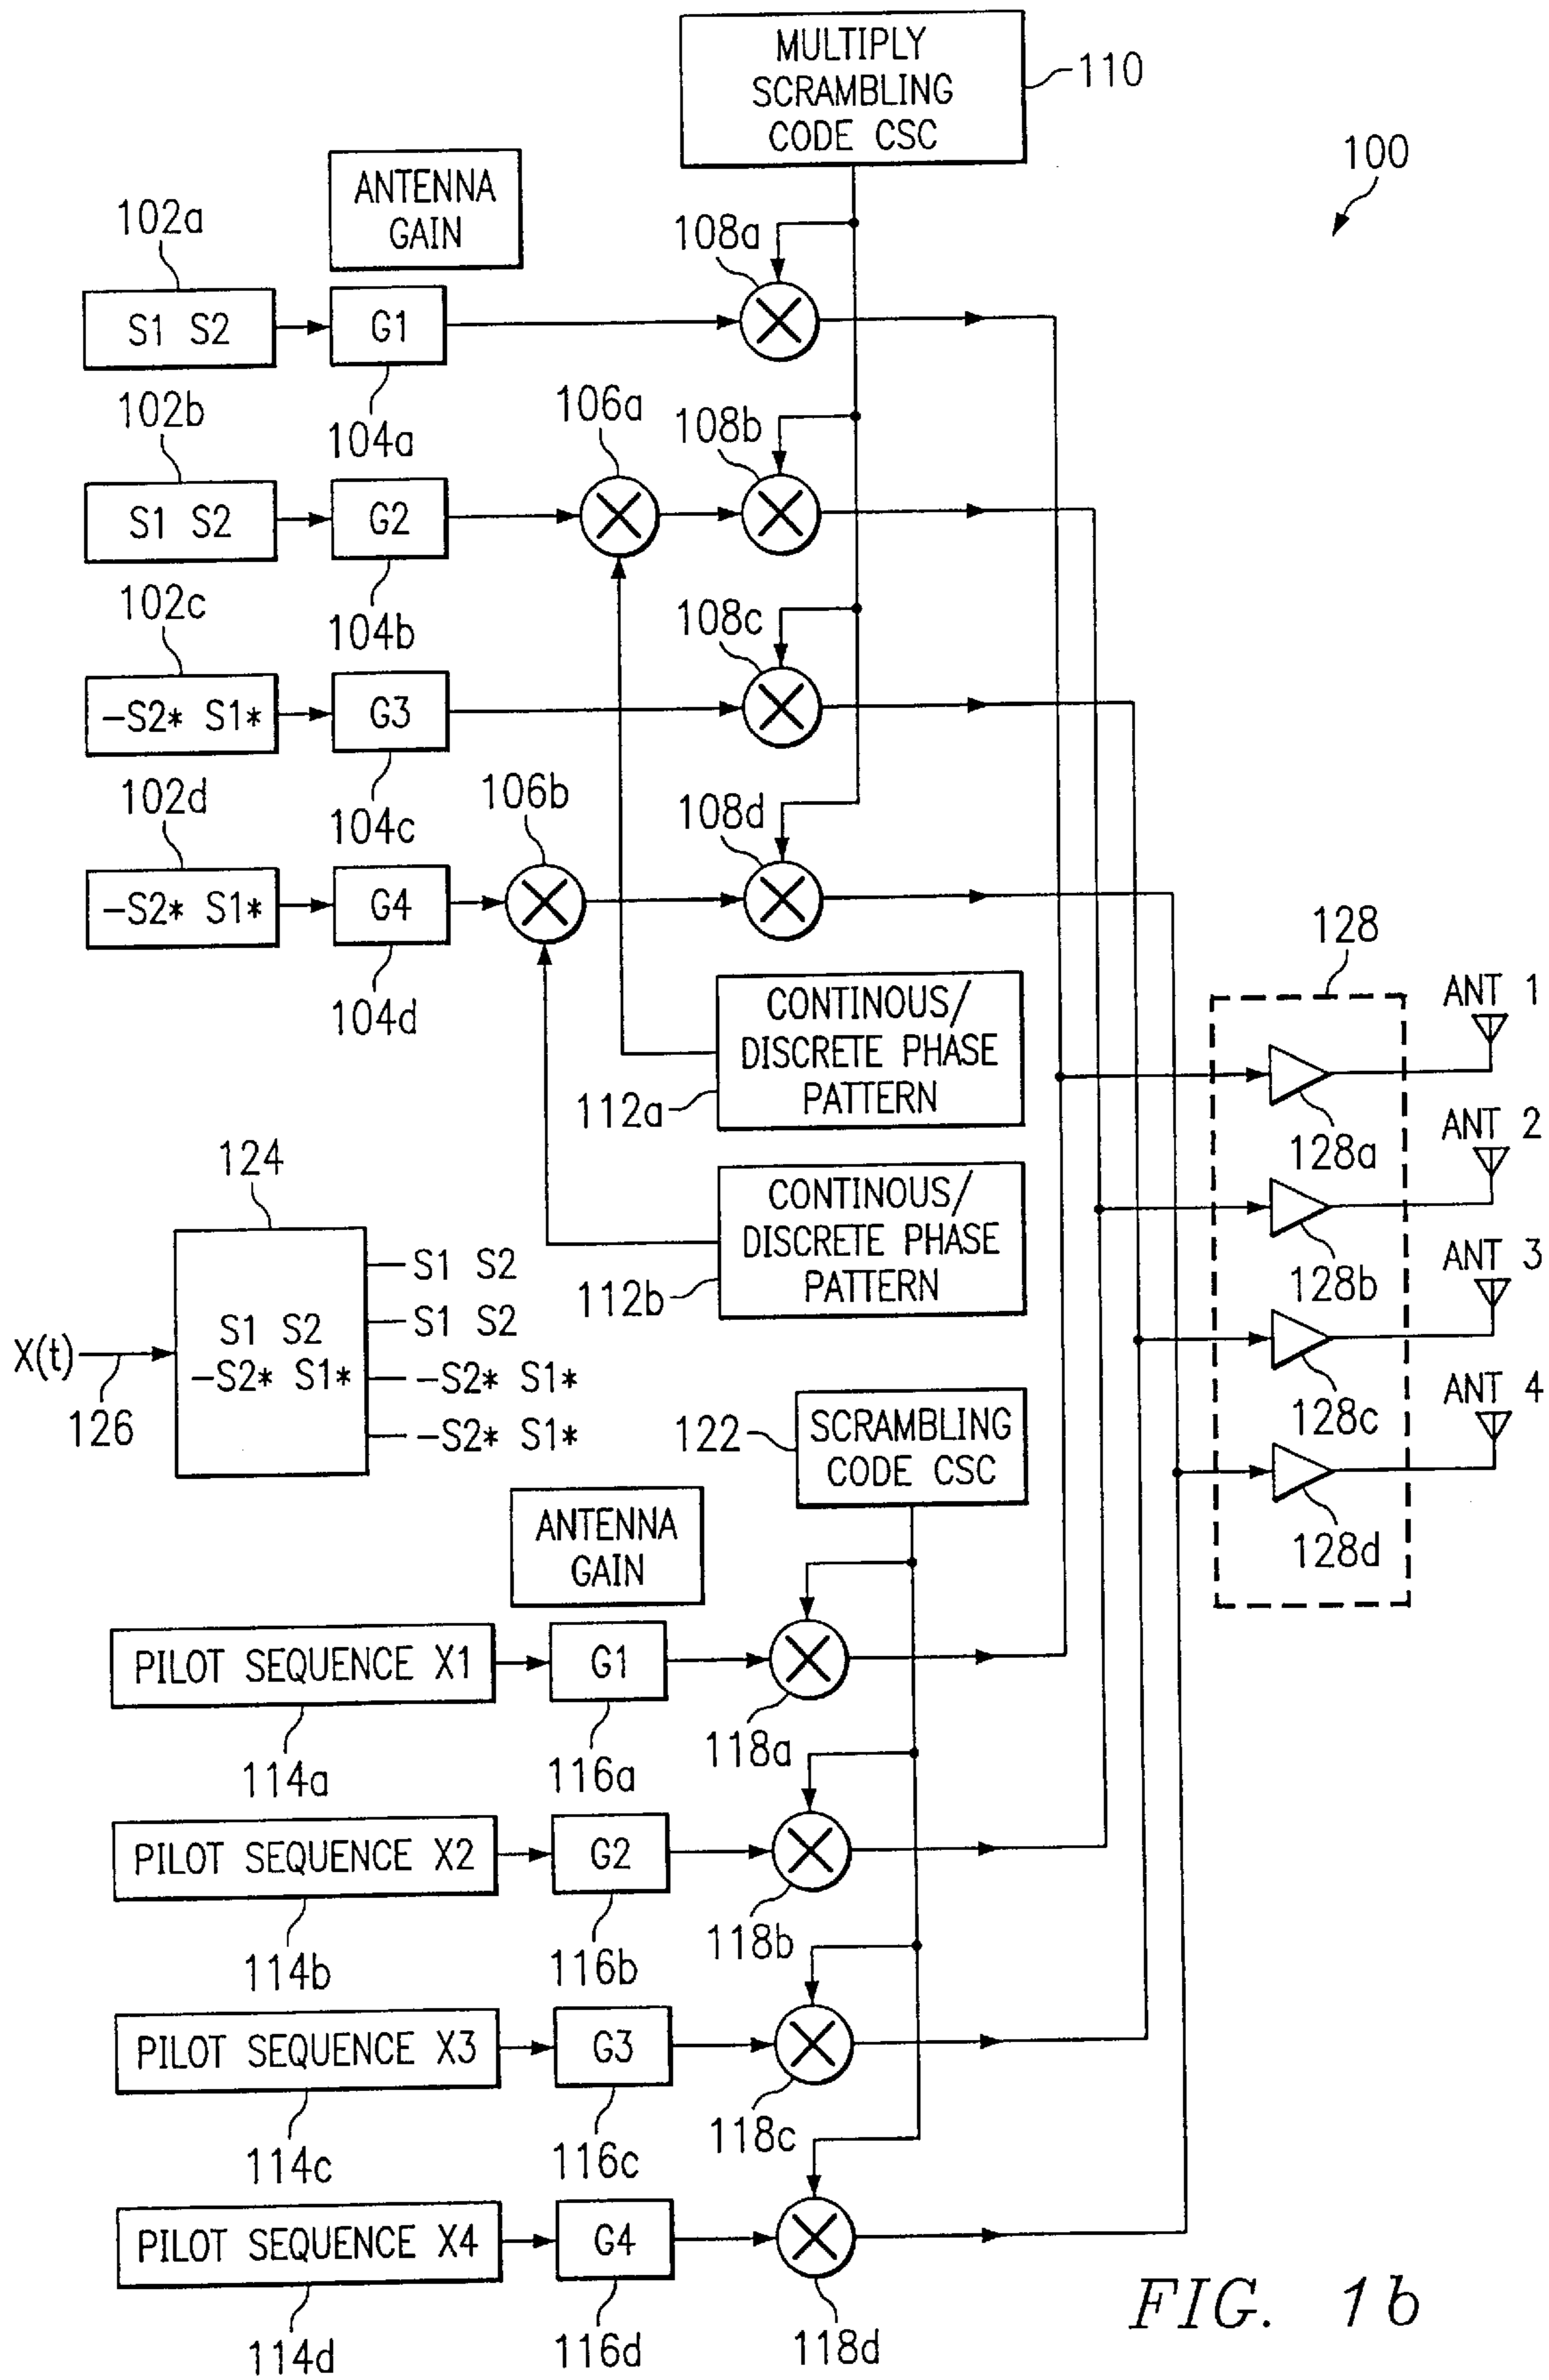 MULTIPLY
SCRAMBLING
CODE CSC
110
100
ANTENNA
GAIN
102a
108a
S1 S2
G1
104a
102b
106a
108b
S1 S2
G2
104b
102c
108c
-S2* S1*
G3
104c
102d
106b
108d
-S2* S1*
G4
104d
CONTINOUS/
DISCRETE PHASE
PATTERN
112a
CONTINOUS/
DISCRETE PHASE
PATTERN
112b
128
ANT 1
128a
ANT 2
128b
ANT 3
128c
ANT 4
128d
124
S1 S2
S1 S2
-S2* S1*
-S2* S1*
X(t)
126
S1 S2
-S2* S1*
122
SCRAMBLING
CODE CSC
ANTENNA
GAIN
PILOT SEQUENCE X1
G1
114a
116a
118a
PILOT SEQUENCE X2
G2
114b
116b
118b
PILOT SEQUENCE X3
G3
114c
116c
118c
PILOT SEQUENCE X4
G4
114d
116d
118d
FIG. 1b